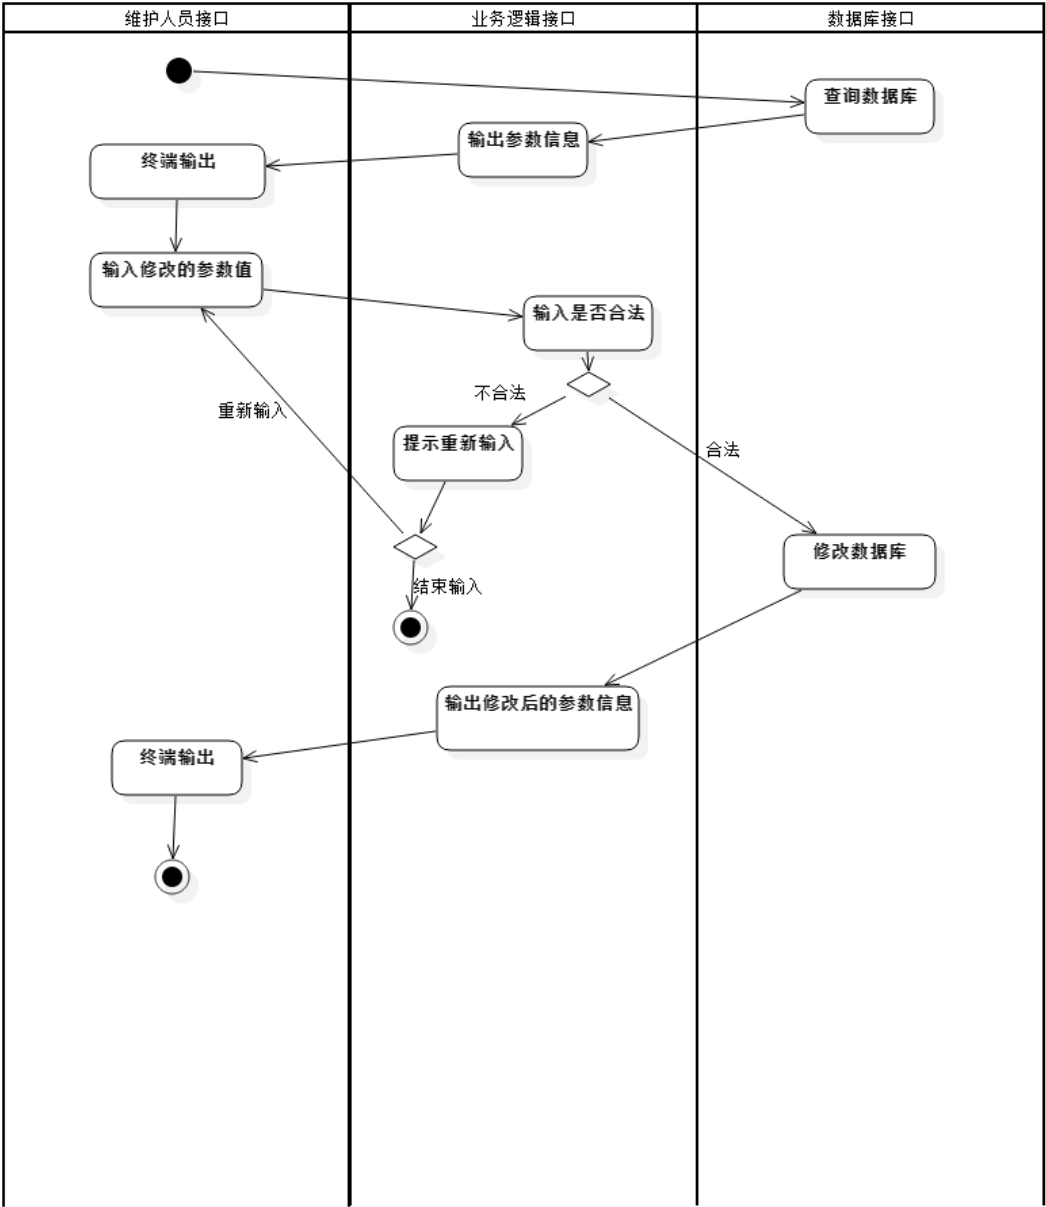 维护人员接口
业务逻辑接口
数据库接口
查询数据库
输出参数信息
终端输出
输入修改的参数值
输入是否合法
不合法
重新输入
提示重新输入
合法
修改数据库
结束输入
输出修改后的参数信息
终端输出